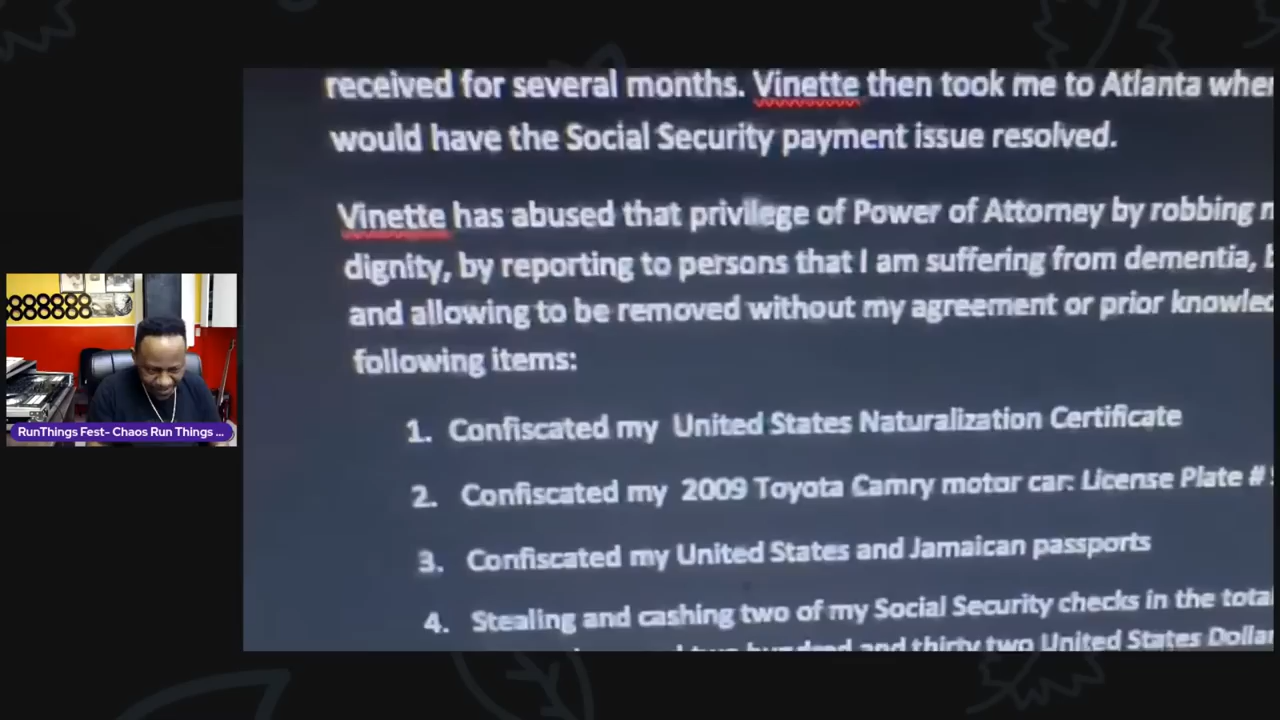 received for several months. Vinette then took me to Atlanta
would have the Social Security payment issue resolved.
Vinette has abused that privilege of Power of Attorney by robbing
dignity, by reporting to persons that I am suffering from dementia,
and allowing to be removed without my agreement or prior
following items:
1. Confiscated my United States Naturalization Certificate
2. Confiscated my 2009 Toyota Camry motor car: License Plate #
3. Confiscated my United States and Jamaican passports
4. Stealing and cashing two of my Social Security checks in the total
two hundred and thirty two United States
RunThings Fest- Chaos Run Things ...